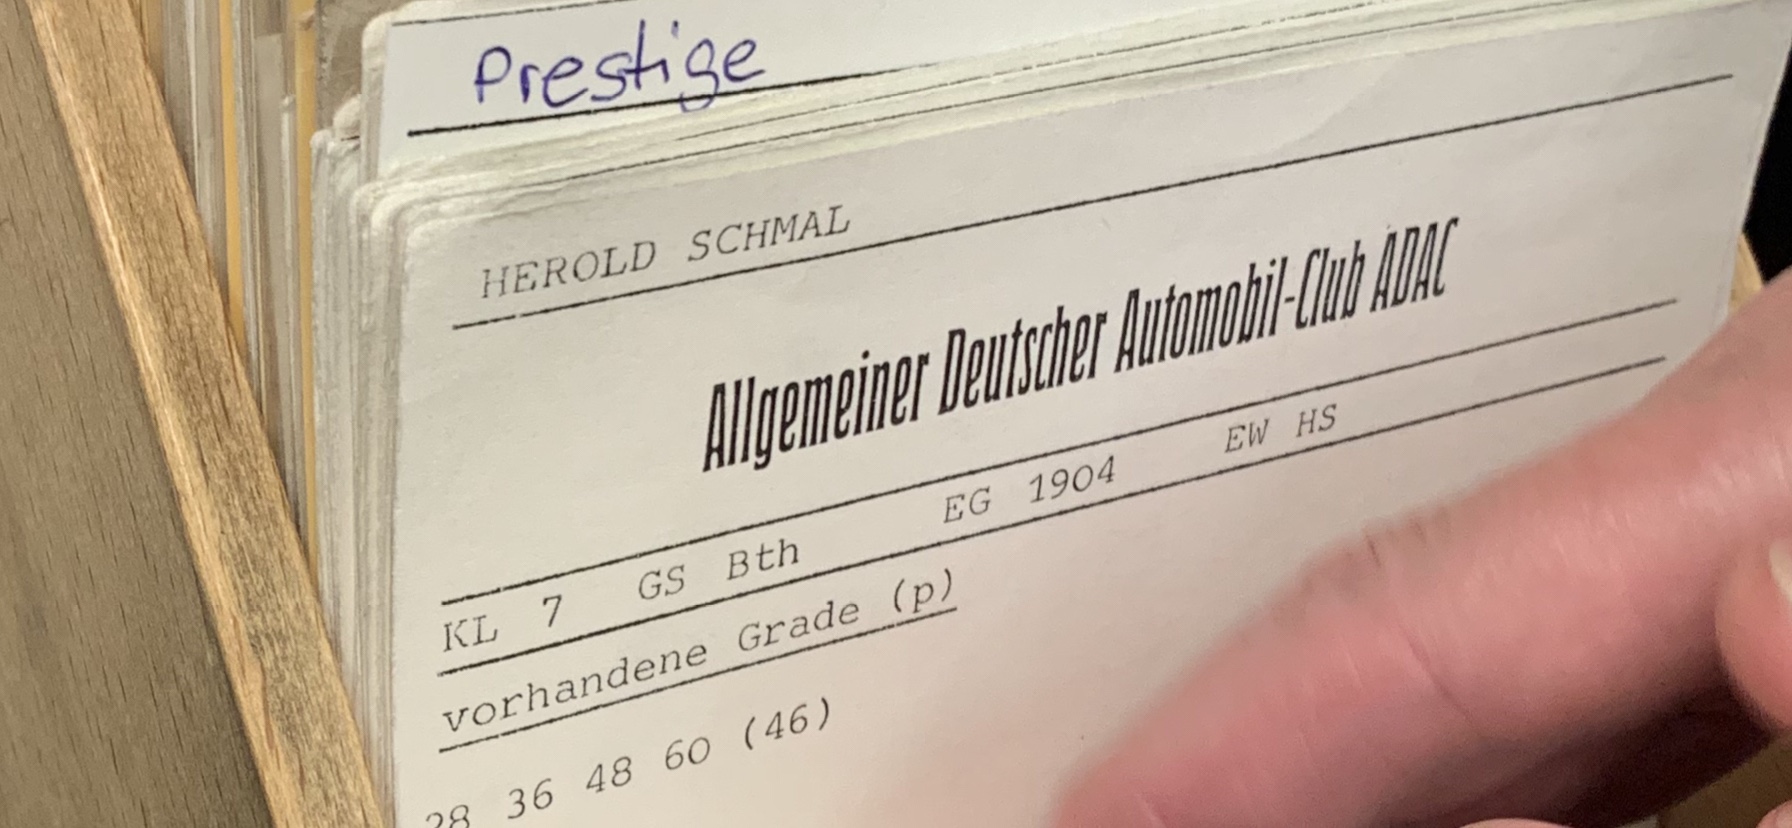 Prestige
HEROLD SCHMAL
Allgemeiner Deutscher Automobil-Club ADAC
KL 7 GS Bth EG 1904 EW HS
vorhandene Grade (p)
28 36 48 60 (46)